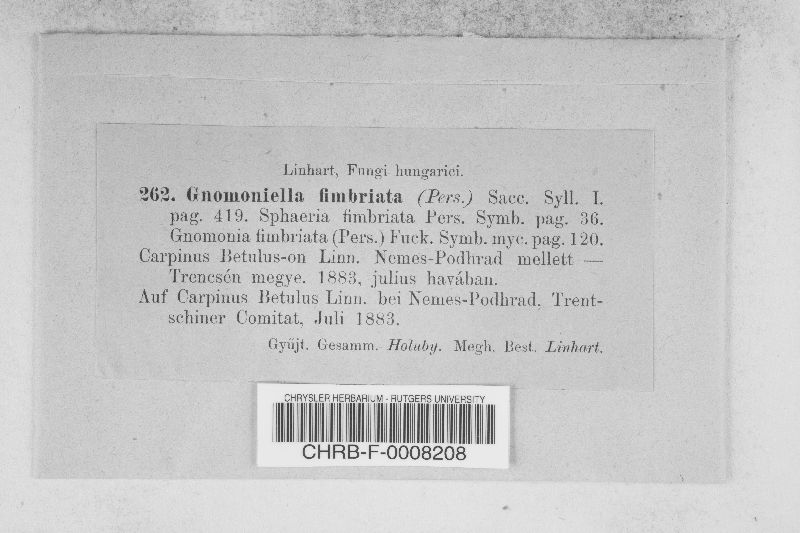 Linhart, Fungi hungarici.
262. Gnomoniella fimbriata (Pers.) Sacc. Syll. I.
pag. 419. Sphaeria fimbriata Pers. Symb. pag. 36.
Gnomonia fimbriata (Pers.) Fuck. Symb. myc. pag. 120.
Carpinus Betulus-on Linn. Nemes-Podhrad mellett —
Trencsén megye. 1883, julius havában.
Auf Carpinus Betulus Linn. bei Nemes-Podhrad, Trent-
schiner Comitat, Juli 1883.
Gyűjt. Gesamm. Holuby. Megh. Best. Linhart.
CHRYSLER HERBARIUM - RUTGERS UNIVERSITY
CHRB-F-0008208